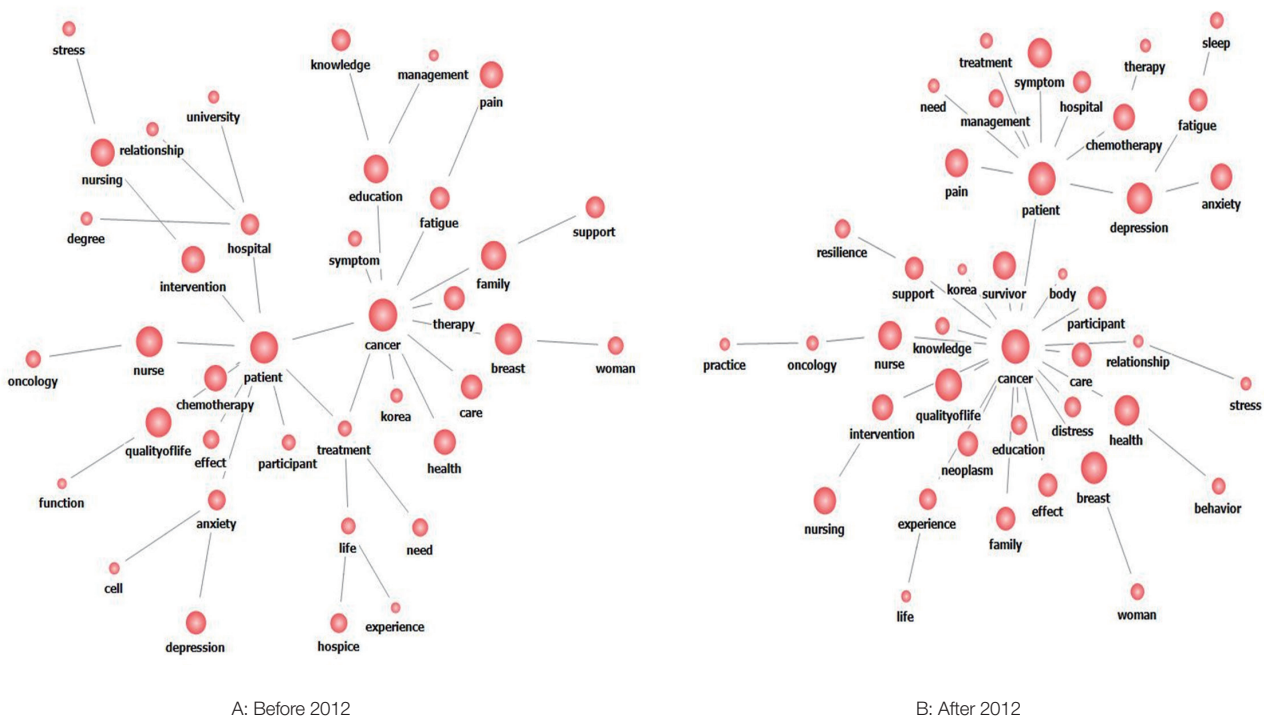 stress
knowledge
management
pain
university
relationship
nursing
education
fatigue
degree
hospital
support
symptom
family
intervention
therapy
cancer
oncology
nurse
patient
breast
woman
chemotherapy
korea
care
qualityoflife
effect
participant
treatment
health
function
anxiety
life
need
cell
experience
depression
hospice
A: Before 2012
sleep
treatment
symptom
therapy
need
hospital
management
fatigue
chemotherapy
pain
anxiety
patient
depression
resilience
support
korea
survivor
body
participant
knowledge
practice
oncology
nurse
relationship
cancer
care
stress
qualityoflife
intervention
distress
health
education
neoplasm
breast
behavior
nursing
experience
effect
family
life
woman
B: After 2012